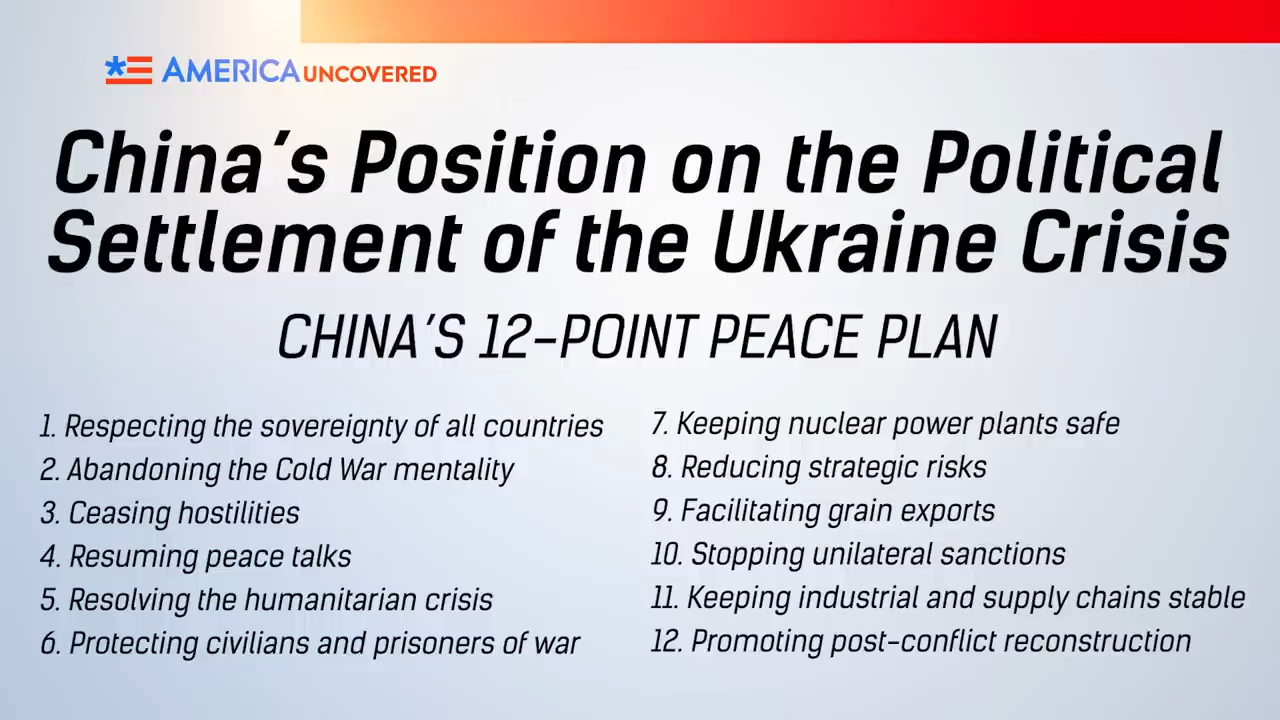 AMERICA UNCOVERED
China's Position on the Political
Settlement of the Ukraine Crisis
CHINA'S 12-POINT PEACE PLAN
1. Respecting the sovereignty of all countries
2. Abandoning the Cold War mentality
3. Ceasing hostilities
4. Resuming peace talks
5. Resolving the humanitarian crisis
6. Protecting civilians and prisoners of war
7. Keeping nuclear power plants safe
8. Reducing strategic risks
9. Facilitating grain exports
10. Stopping unilateral sanctions
11. Keeping industrial and supply chains stable
12. Promoting post-conflict reconstruction